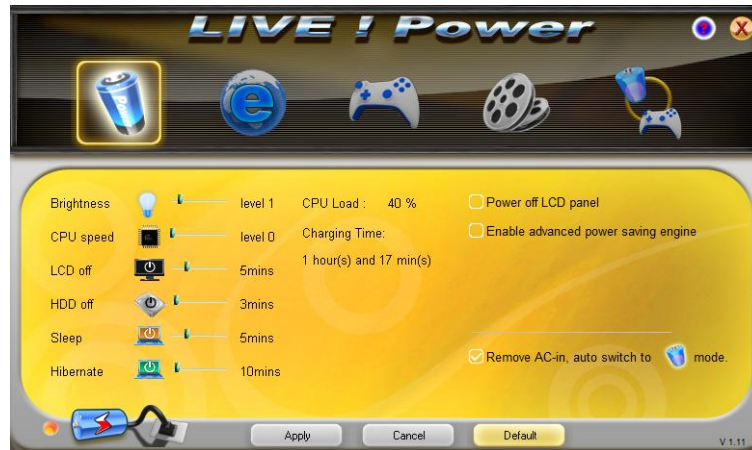 LIVE ! Power
?
X
Power
e
Brightness level 1 CPU Load : 40 % Power off LCD panel
CPU speed level 0 Charging Time: Enable advanced power saving engine
LCD off 5mins 1 hour(s) and 17 min(s)
HDD off 3mins
Sleep 5mins
Remove AC-in, auto switch to mode.
Hibernate 10mins
Apply Cancel Default
V 1.11